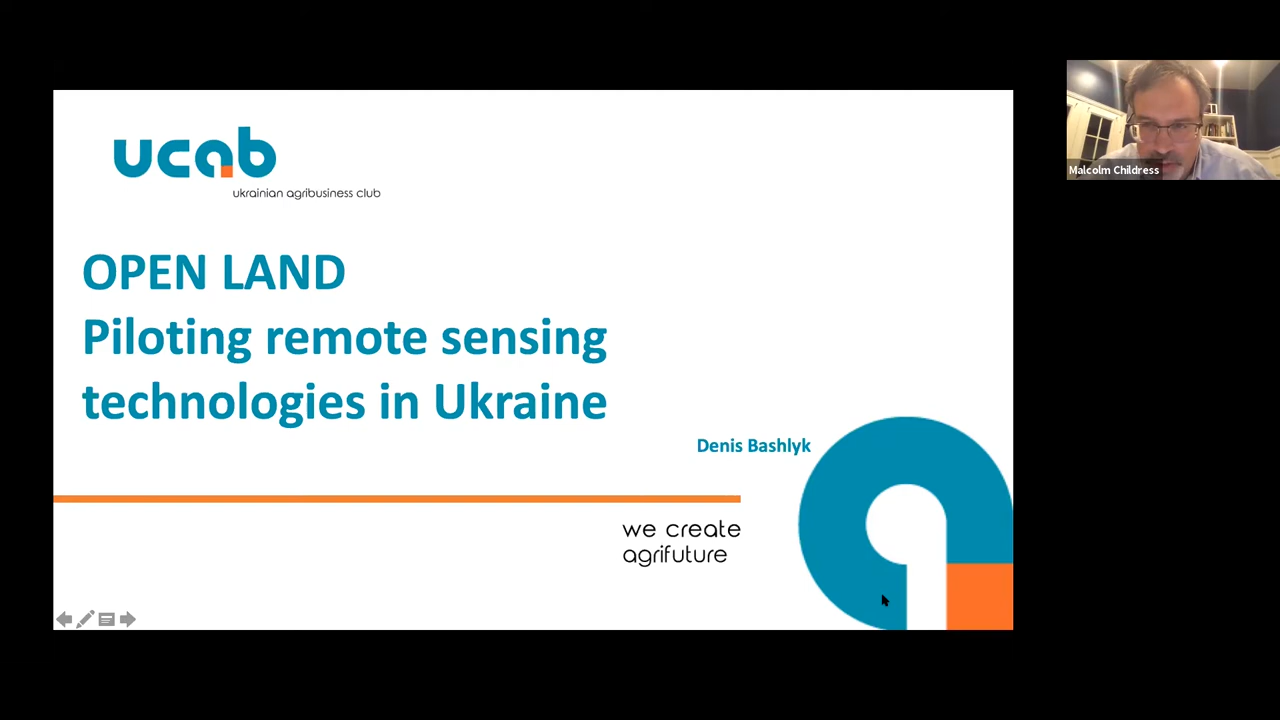 ucab
ukrainian agribusiness club
OPEN LAND
Piloting remote sensing
technologies in Ukraine
Denis Bashlyk
we create
agrifuture
Malcolm Childress